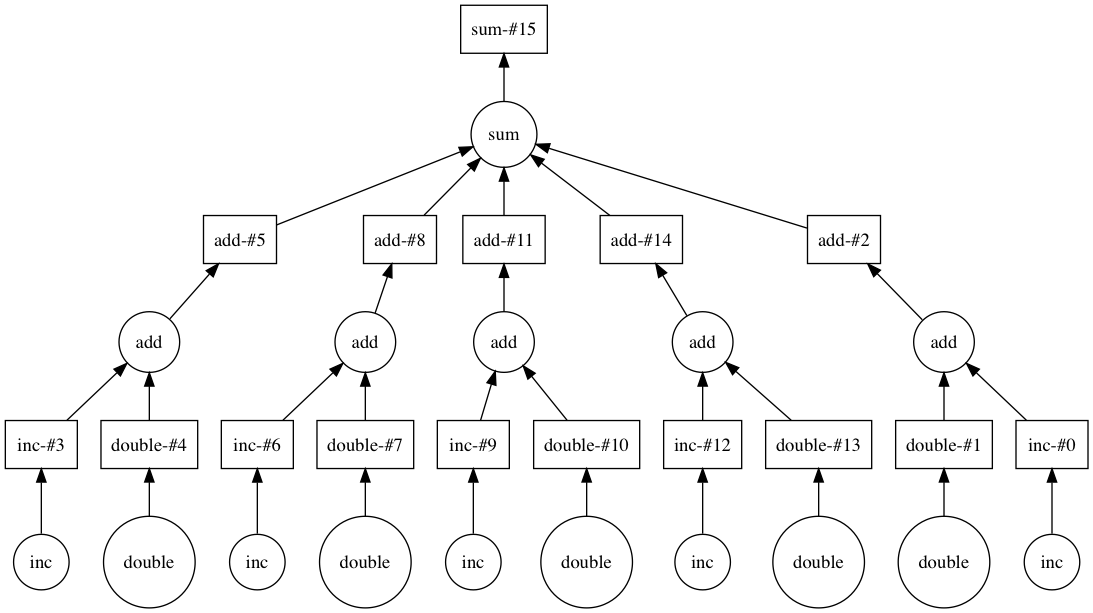 sum-#15
sum
add-#5
add-#8
add-#11
add-#14
add-#2
add
add
add
add
add
inc-#3
double-#4
inc-#6
double-#7
inc-#9
double-#10
inc-#12
double-#13
double-#1
inc-#0
inc
double
inc
double
inc
double
inc
double
double
inc